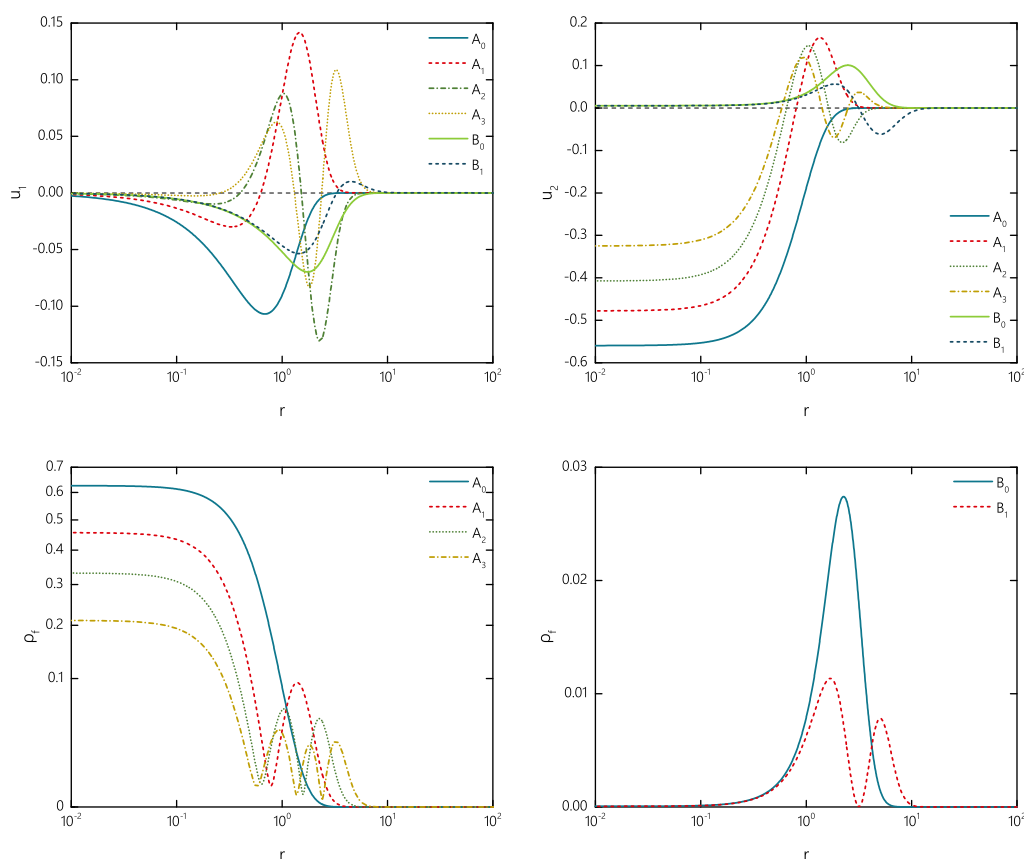 0.15
0.10
0.05
0.00
-0.05
-0.10
-0.15
u₁
10⁻² 10⁻¹ 10⁰ 10¹ 10²
r
A₀
A₁
A₂
A₃
B₀
B₁
0.2
0.1
0.0
-0.1
-0.2
-0.3
-0.4
-0.5
-0.6
u₂
10⁻² 10⁻¹ 10⁰ 10¹ 10²
r
A₀
A₁
A₂
A₃
B₀
B₁
0.7
0.6
0.5
0.4
0.3
0.2
0.1
0
ρf
10⁻² 10⁻¹ 10⁰ 10¹ 10²
r
A₀
A₁
A₂
A₃
0.03
0.02
0.01
0.00
ρf
10⁻² 10⁻¹ 10⁰ 10¹ 10²
r
B₀
B₁